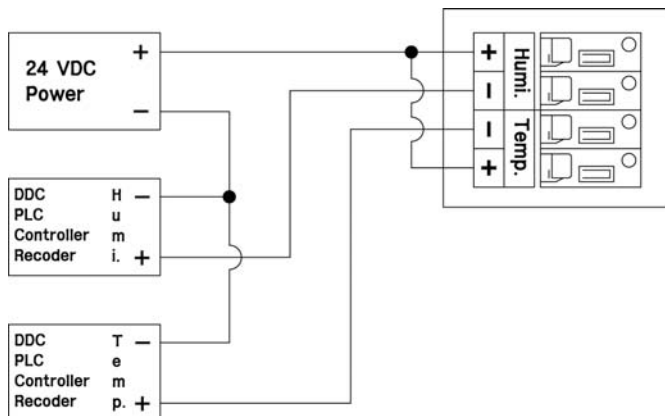 24 VDC +
Power
−
DDC H −
PLC u
Controller m
Recoder i. +
DDC T −
PLC e
Controller m
Recoder p. +
+ Humi.
−
− Temp.
+